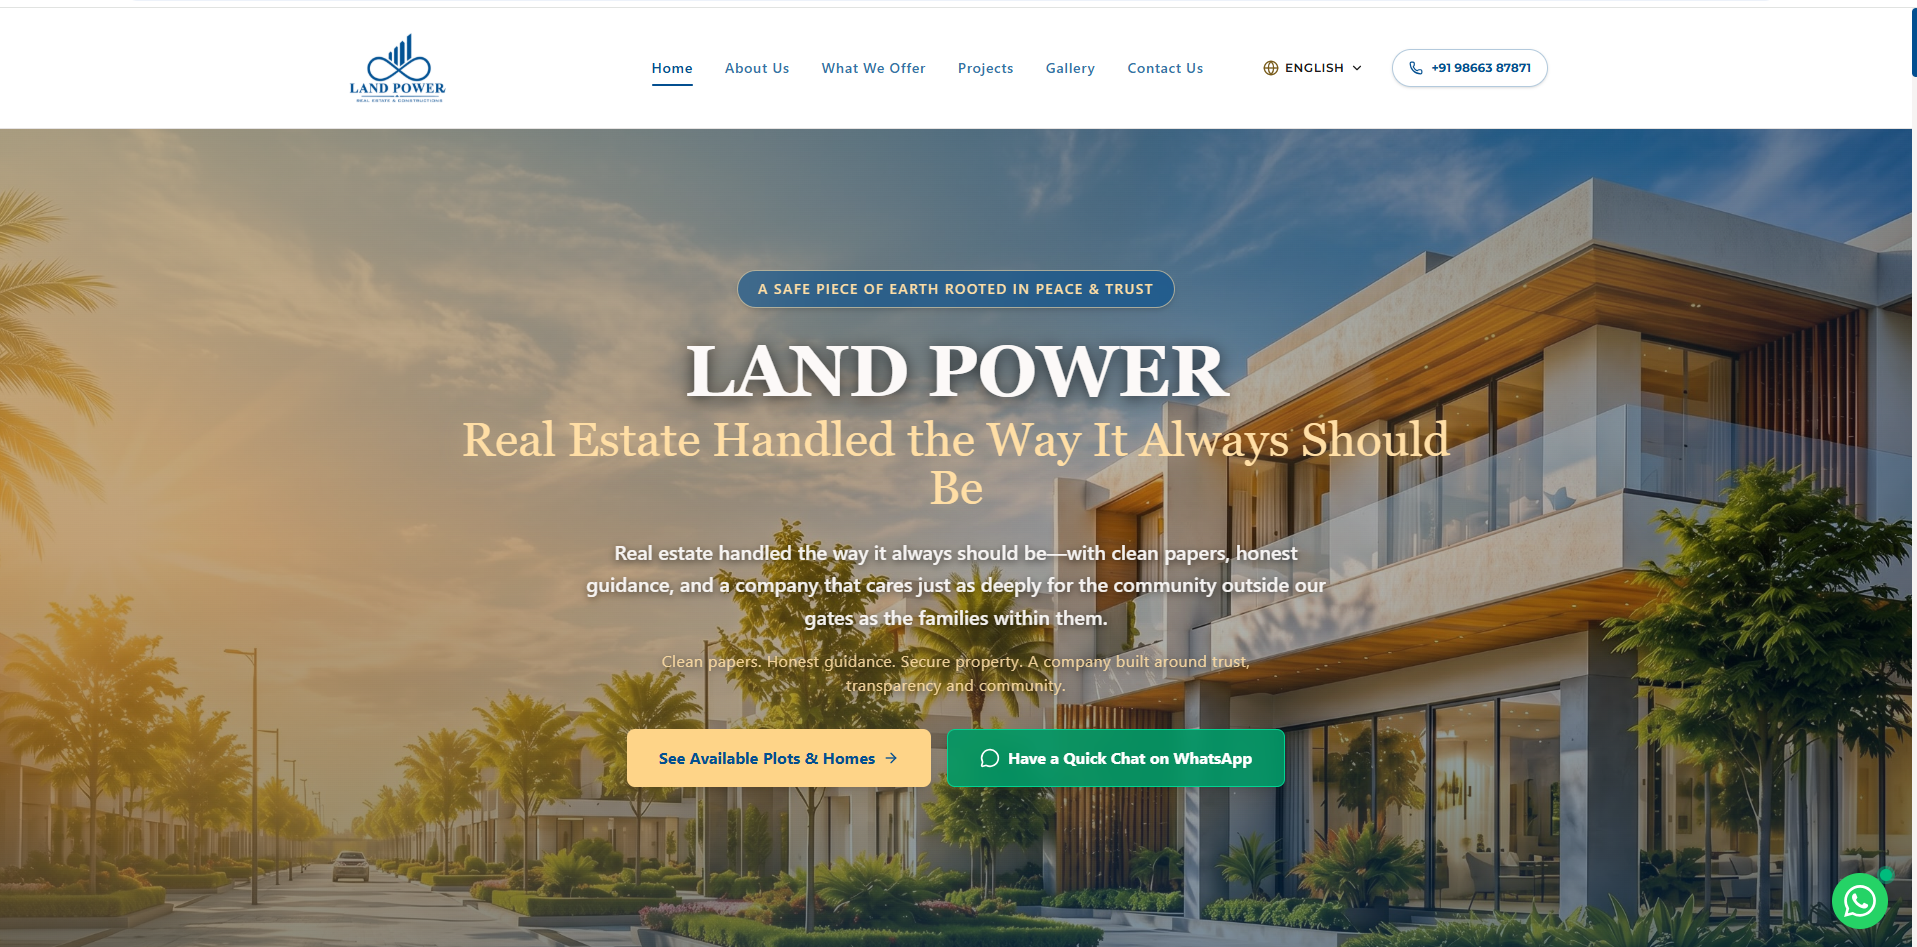 LAND POWER
REAL ESTATE & CONSTRUCTIONS
Home
About Us
What We Offer
Projects
Gallery
Contact Us
ENGLISH
+91 98663 87871
A SAFE PIECE OF EARTH ROOTED IN PEACE & TRUST
LAND POWER
Real Estate Handled the Way It Always Should
Be
Real estate handled the way it always should be—with clean papers, honest
guidance, and a company that cares just as deeply for the community outside our
gates as the families within them.
Clean papers. Honest guidance. Secure property. A company built around trust,
transparency and community.
See Available Plots & Homes
Have a Quick Chat on WhatsApp